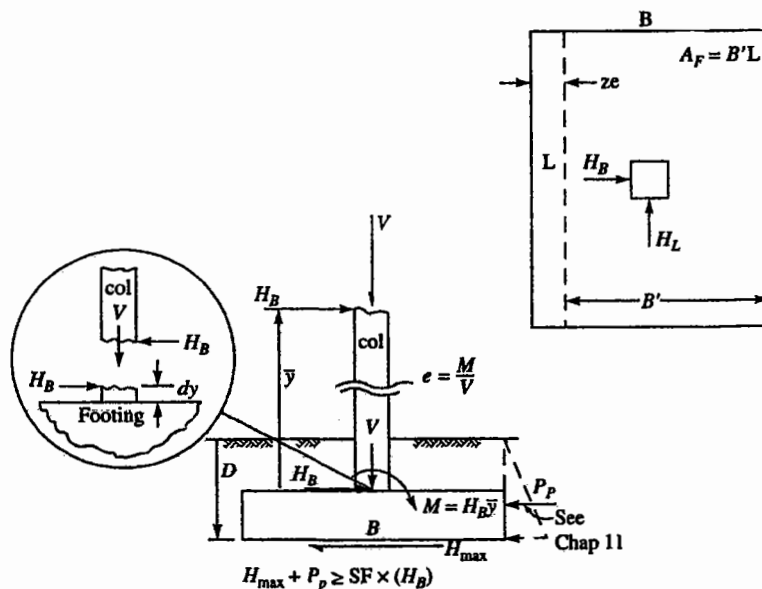 B
A_F = B'L
ze
L
H_B
H_L
B'
V
H_B
col
ȳ
e = M/V
col
V
H_B
H_B
dy
Footing
V
D
H_B
M = H_Bȳ
P_P
See
Chap 11
B
H_max
H_max + P_p ≥ SF × (H_B)